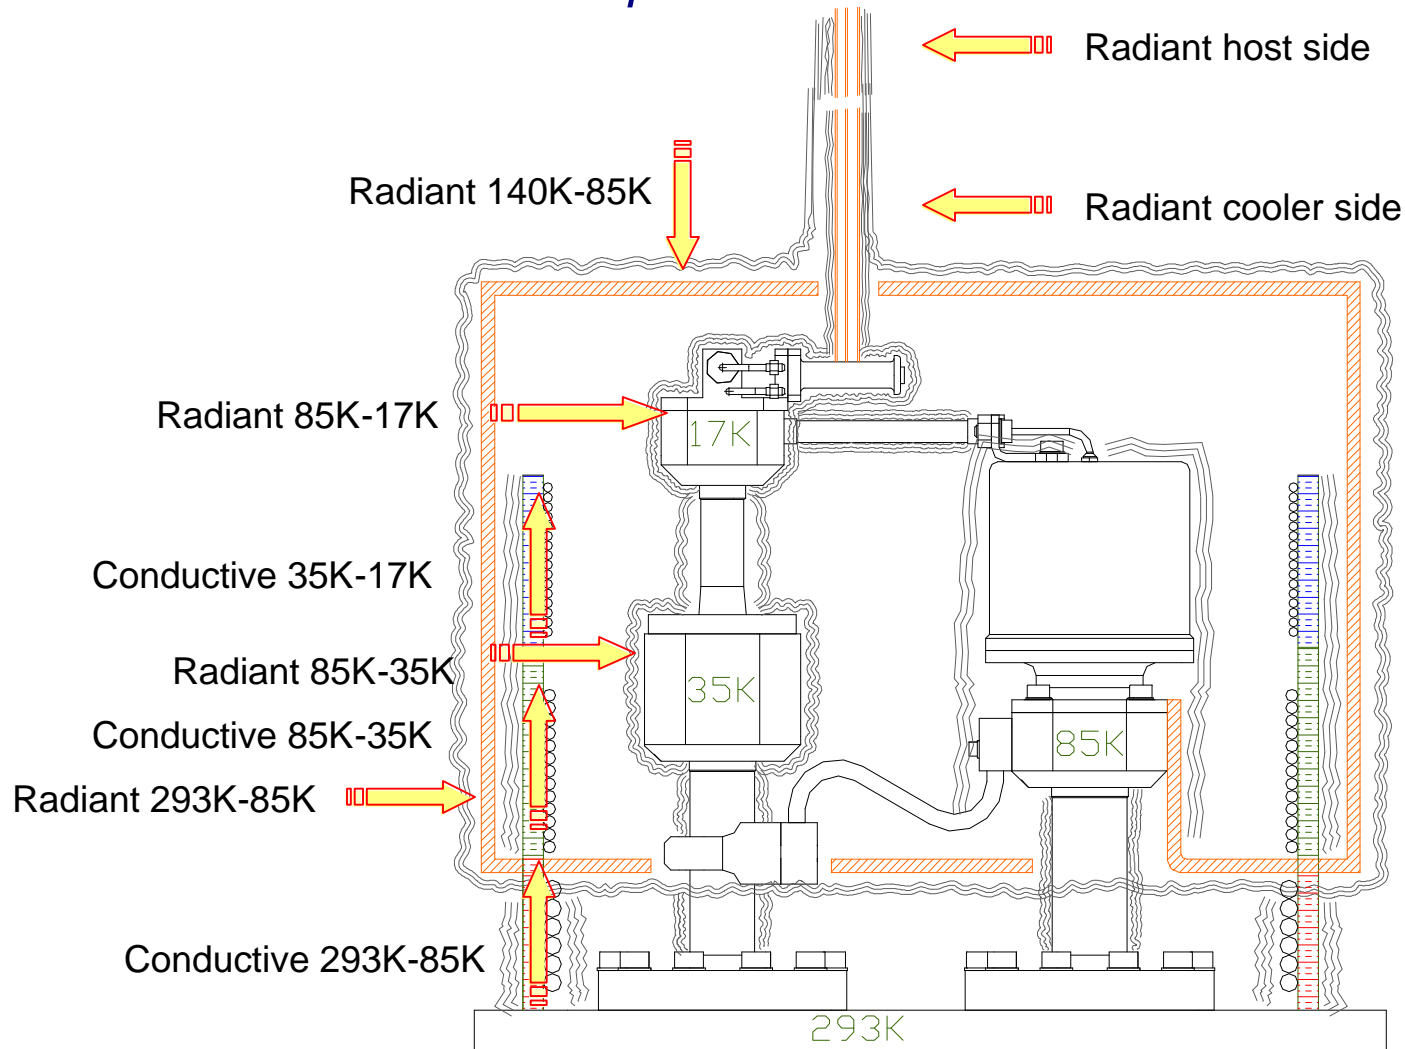 Radiant host side
Radiant 140K-85K
Radiant cooler side
Radiant 85K-17K
17K
Conductive 35K-17K
Radiant 85K-35K
35K
Conductive 85K-35K
85K
Radiant 293K-85K
Conductive 293K-85K
293K